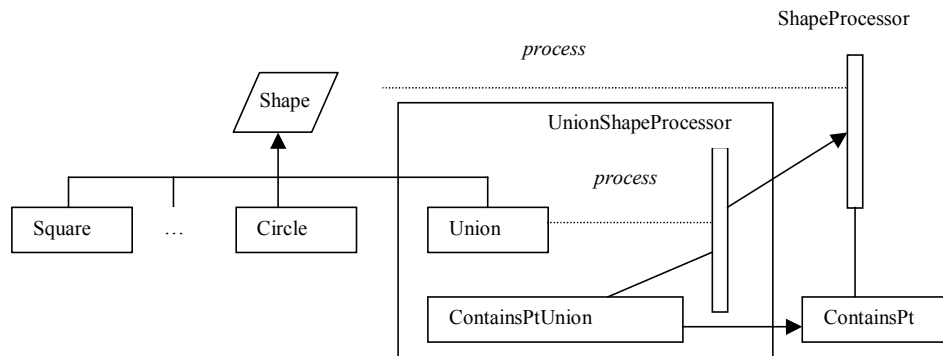 ShapeProcessor
process
Shape
UnionShapeProcessor
process
Square
...
Circle
Union
ContainsPtUnion
ContainsPt